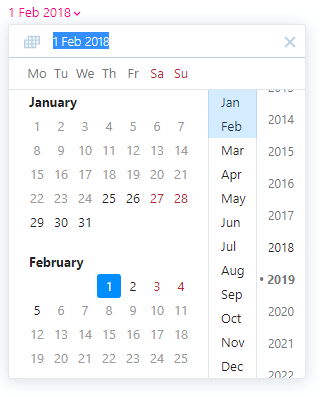 1 Feb 2018
1 Feb 2018
Mo Tu We Th Fr Sa Su
January
1 2 3 4 5 6 7
8 9 10 11 12 13 14
15 16 17 18 19 20 21
22 23 24 25 26 27 28
29 30 31
February
1 2 3 4
5 6 7 8 9 10 11
12 13 14 15 16 17 18
19 20 21 22 23 24 25
Jan
Feb
Mar
Apr
May
Jun
Jul
Aug
Sep
Oct
Nov
Dec
2014
2015
2016
2017
2018
• 2019
2020
2021
2022